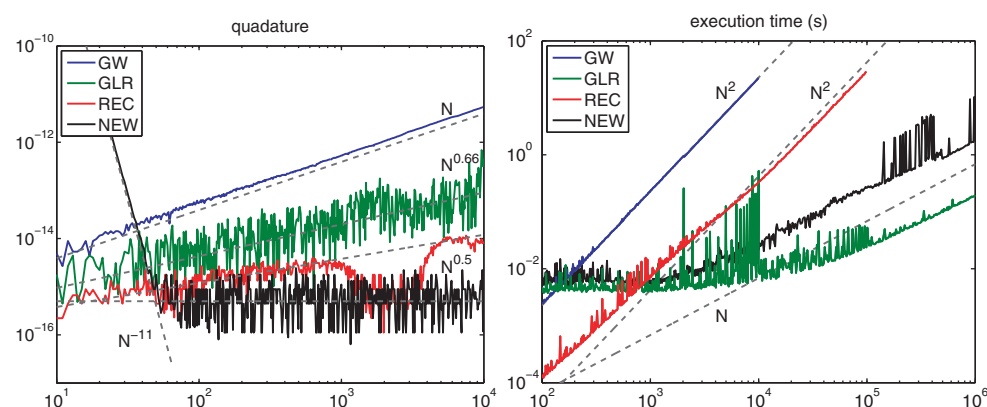 quadature
10^-10
10^-12
10^-14
10^-16
GW
GLR
REC
NEW
N
N^0.66
N^0.5
N^-11
10^1
10^2
10^3
10^4
execution time (s)
10^2
10^0
10^-2
10^-4
GW
GLR
REC
NEW
N^2
N^2
N
10^2
10^3
10^4
10^5
10^6